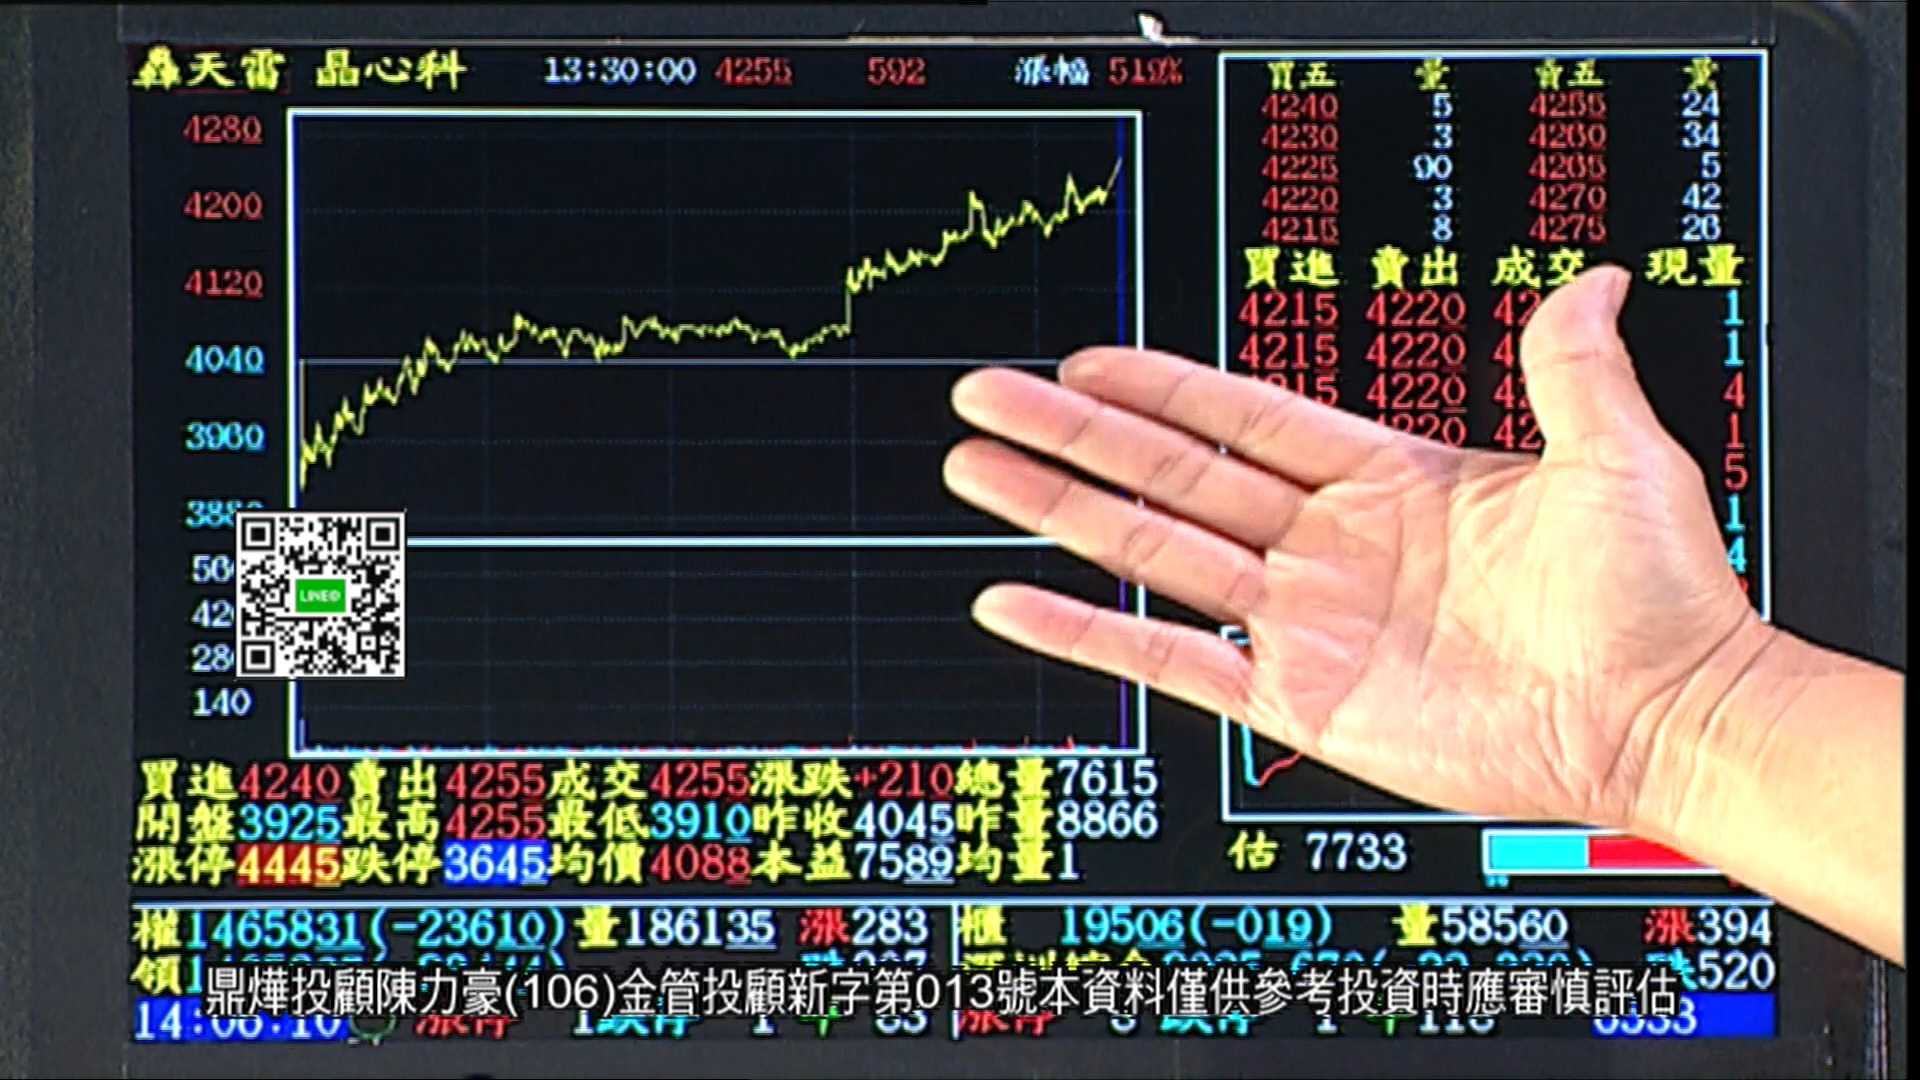 轟天雷 晶心科 13:30:00 4255 592 漲幅 519%
4280
4200
4120
4040
3960
140
買五 量 賣五 量
4240 5 4255 24
4230 3 4260 34
4225 90 4265 5
4220 3 4270 42
4215 8 4275 26
買進 賣出 成交 現量
4215 4220 1
4215 4220 1
4220 4
1
5
1
4
LINE@
買進4240賣出4255成交4255漲跌+210總量7615
開盤3925最高4255最低3910昨收4045昨量8866
漲停4445跌停3645均價4088本益7589均量1
估 7733
權1465831(-23610)量186135 漲283
櫃 19506(-019) 量58560 漲394
520
鼎燁投顧陳力豪(106)金管投顧新字第013號本資料僅供參考投資時應審慎評估